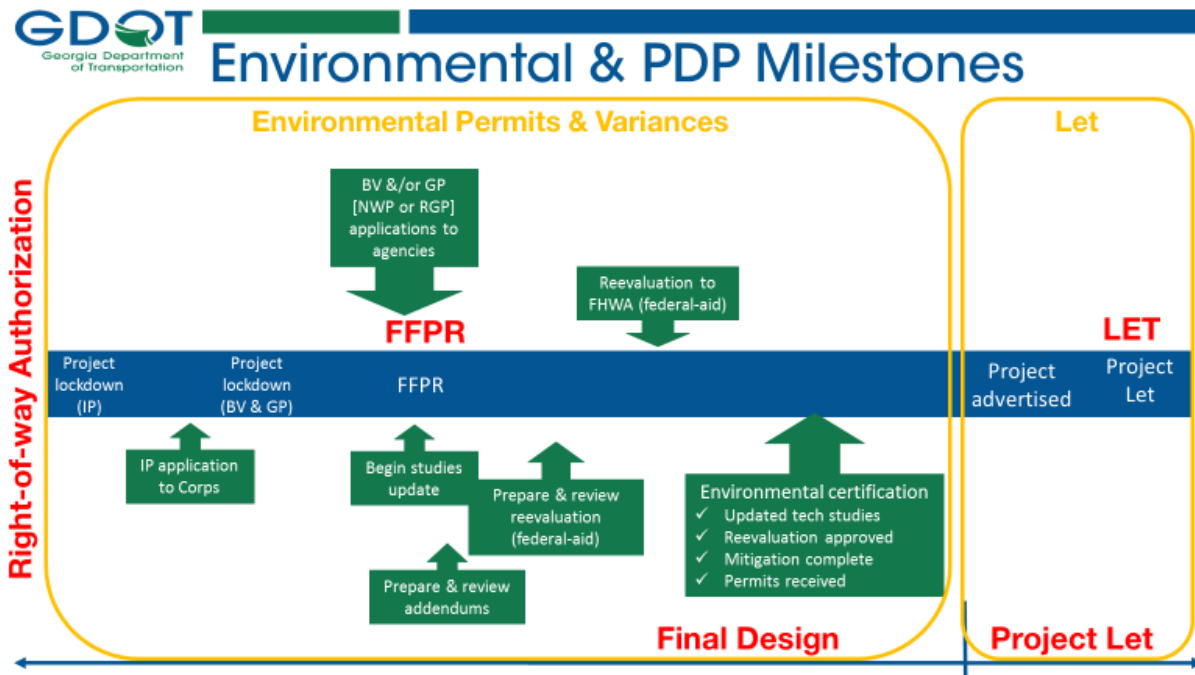 GDOT
Georgia Department
of Transportation
Environmental & PDP Milestones
Environmental Permits & Variances
Let
Right-of-way Authorization
BV &/or GP
[NWP or RGP]
applications to
agencies
Reevaluation to
FHWA (federal-aid)
FFPR
LET
Project
lockdown
(IP)
Project
lockdown
(BV & GP)
FFPR
Project
advertised
Project
Let
IP application
to Corps
Begin studies
update
Prepare & review
reevaluation
(federal-aid)
Prepare & review
addendums
Environmental certification
✓ Updated tech studies
✓ Reevaluation approved
✓ Mitigation complete
✓ Permits received
Final Design
Project Let